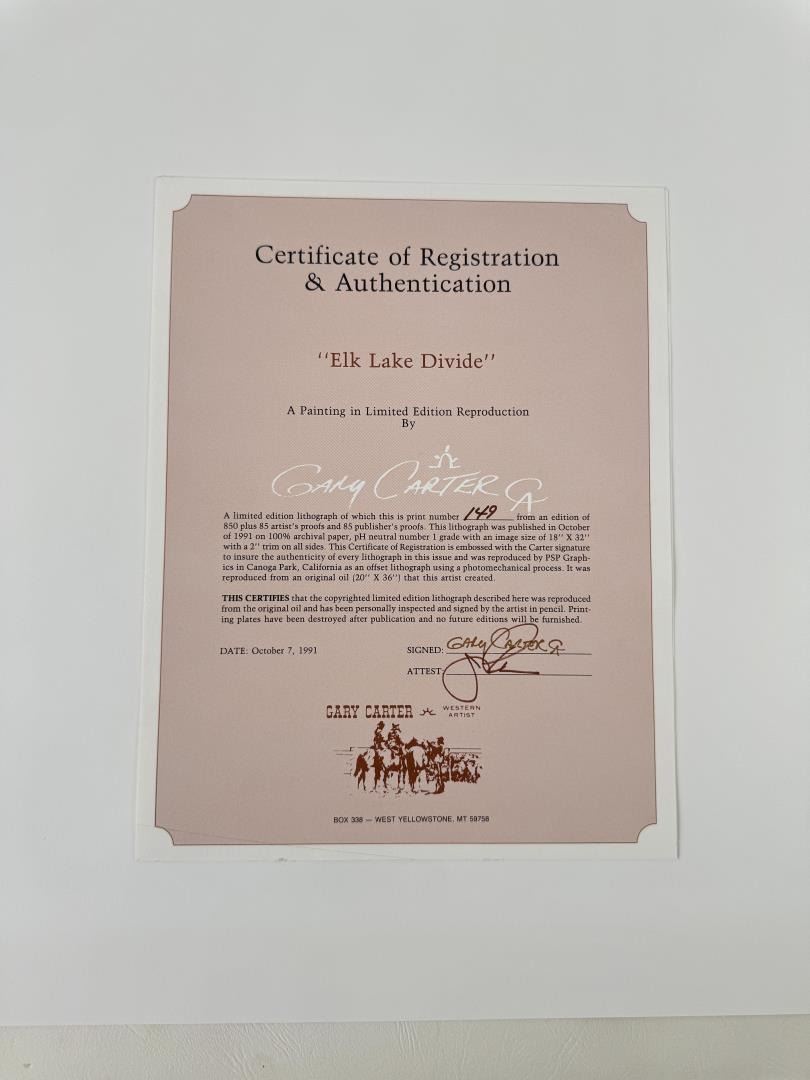 Certificate of Registration
& Authentication
"Elk Lake Divide"
A Painting in Limited Edition Reproduction
By
Gary Carter CA
A limited edition lithograph of which this is print number 149 from an edition of
850 plus 85 artist's proofs and 85 publisher's proofs. This lithograph was published in October
of 1991 on 100% archival paper, pH neutral number 1 grade with an image size of 18" X 32"
with a 2" trim on all sides. This Certificate of Registration is embossed with the Carter signature
to insure the authenticity of every lithograph in this issue and was reproduced by PSP Graph-
ics in Canoga Park, California as an offset lithograph using a photomechanical process. It was
reproduced from an original oil (20" X 36") that this artist created.
THIS CERTIFIES that the copyrighted limited edition lithograph described here was reproduced
from the original oil and has been personally inspected and signed by the artist in pencil. Print-
ing plates have been destroyed after publication and no future editions will be furnished.
DATE: October 7, 1991 SIGNED: Gary Carter CA
ATTEST:
GARY CARTER WESTERN
ARTIST
BOX 338 — WEST YELLOWSTONE, MT 59758